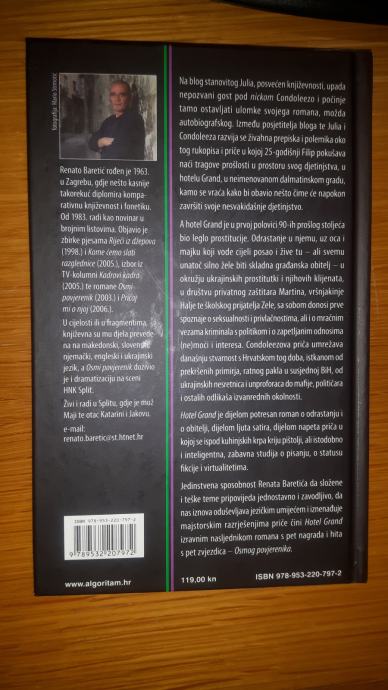 fotografija: Mario Strmotić
Renato Baretić rođen je 1963.
u Zagrebu, gdje nešto kasnije
takorekuć diplomira kompa-
rativnu književnost i fonetiku.
Od 1983. radi kao novinar u
brojnim listovima. Objavio je
zbirke pjesama Riječi iz džepova
(1998.) i Kome ćemo slati
razglednice (2005.), izbor iz
TV-kolumni Kadrovi kadra
(2005.) te romane Osmi
povjerenik (2003.) i Pričaj
mi o njoj (2006.).
U cijelosti ili u fragmentima,
književna su mu djela prevede-
na na makedonski, slovenski,
njemački, engleski i ukrajinski
jezik, a Osmi povjerenik doživio
je i dramatizaciju na sceni
HNK Split.
Živi i radi u Splitu, gdje je muž
Maji te otac Katarini i Jakovu.
e-mail:
renato.baretic@st.htnet.hr
ISBN 978-953-220-797-2
9 789532 207972
www.algoritam.hr
Na blog stanovitog Julia, posvećen književnosti, upada
nepozvani gost pod nickom Condoleezo i počinje
tamo ostavljati ulomke svojega romana, možda
autobiografskog. Između posjetitelja bloga te Julia i
Condoleeza razvija se živahna prepiska i polemika oko
tog rukopisa i priče u kojoj 25-godišnji Filip pokušava
naći tragove prošlosti u prostoru svog djetinjstva, u
hotelu Grand, u neimenovanom dalmatinskom gradu,
kamo se vraća kako bi obavio nešto čime će napokon
završiti svoje nesvakidašnje djetinjstvo.
A hotel Grand je u prvoj polovici 90-ih prošlog stoljeća
bio leglo prostitucije. Odrastanje u njemu, uz oca i
majku koji vode cijeli posao i žive tu – ali svemu
unatoč silno žele biti skladna građanska obitelj – u
okružju ukrajinskih prostitutki i njihovih klijenata,
u društvu privatnog zaštitara Martina, vršnjakinje
Halje te školskog prijatelja Zele, sa sobom donosi prve
spoznaje o seksualnosti i privlačnostima, ali i o mračnim
vezama kriminala s politikom i o zapetljanim odnosima
(ne)moći i interesa. Condoleezova priča umrežava
današnju stvarnost s Hrvatskom tog doba, istkanom od
prekršenih primirja, ratnog pakla u susjednoj BiH, od
ukrajinskih nesretnica i unproforaca do mafije, političara
i ostalih odlikaša izvanrednih okolnosti.
Hotel Grand je dijelom potresan roman o odrastanju i
o obitelji, dijelom ljuta satira, dijelom napeta priča u
kojoj se ispod kuhinjskih krpa kriju pištolji, ali istodobno
i inteligentna, zabavna studija o pisanju, o statusu
fikcije i virtualitetima.
Jedinstvena sposobnost Renata Baretića da složene
i teške teme pripovijeda jednostavno i zavodljivo, da
nas iznova oduševljava jezičkim umijećem i iznenađuje
majstorskim razrješenjima priče čini Hotel Grand
izravnim nasljednikom romana s pet nagrada i hita
s pet zvjezdica – Osmog povjerenika.
119,00 kn
ISBN 978-953-220-797-2